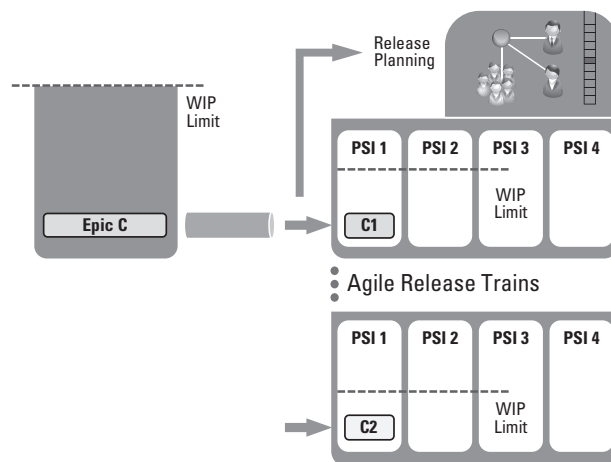 Release
Planning
WIP
Limit
Epic C
PSI 1
PSI 2
PSI 3
PSI 4
WIP
Limit
C1
Agile Release Trains
PSI 1
PSI 2
PSI 3
PSI 4
WIP
Limit
C2